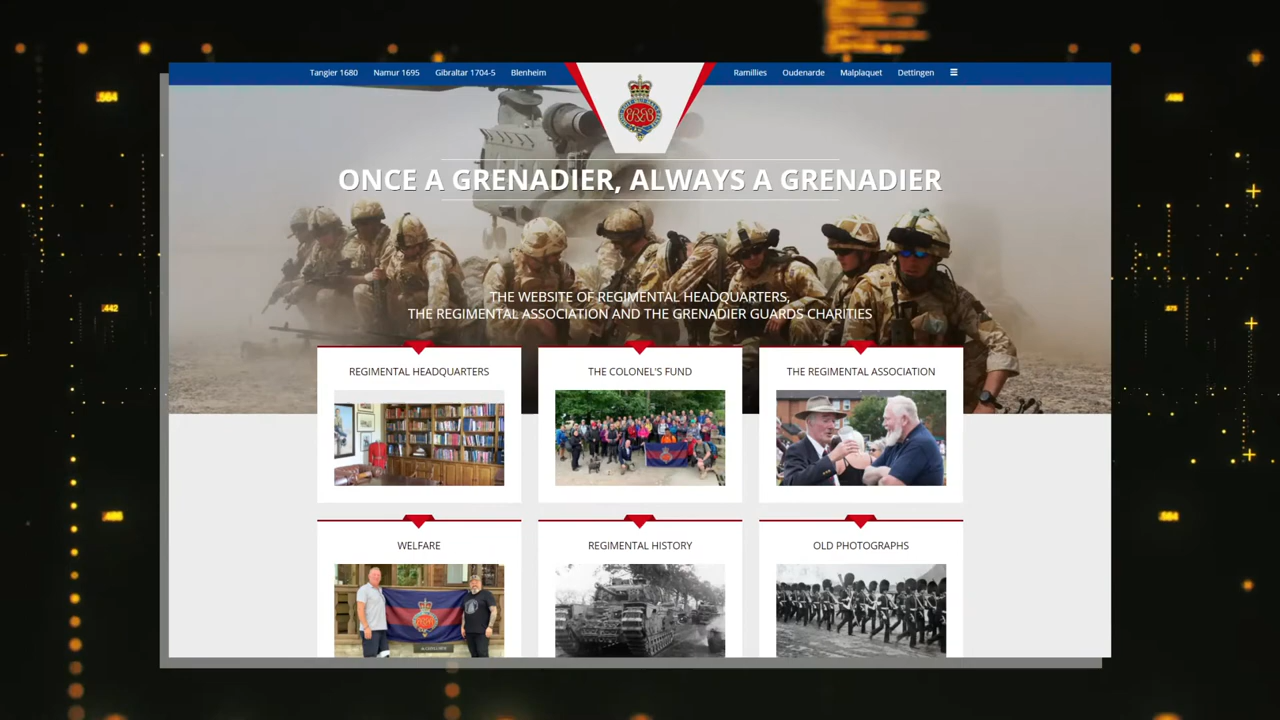 Tangier 1680 Namur 1695 Gibraltar 1704-5 Blenheim Ramillies Oudenarde Malplaquet Dettingen
ONCE A GRENADIER, ALWAYS A GRENADIER
THE WEBSITE OF REGIMENTAL HEADQUARTERS,
THE REGIMENTAL ASSOCIATION AND THE GRENADIER GUARDS CHARITIES
REGIMENTAL HEADQUARTERS
THE COLONEL'S FUND
THE REGIMENTAL ASSOCIATION
WELFARE
REGIMENTAL HISTORY
OLD PHOTOGRAPHS
.564
.442